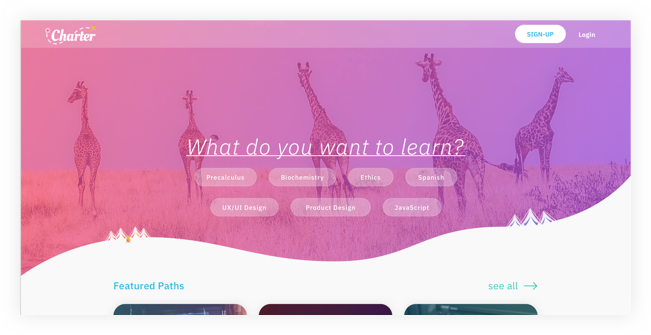 Charter
SIGN-UP
Login
What do you want to learn?
Precalculus
Biochemistry
Ethics
Spanish
UX/UI Design
Product Design
JavaScript
Featured Paths
see all